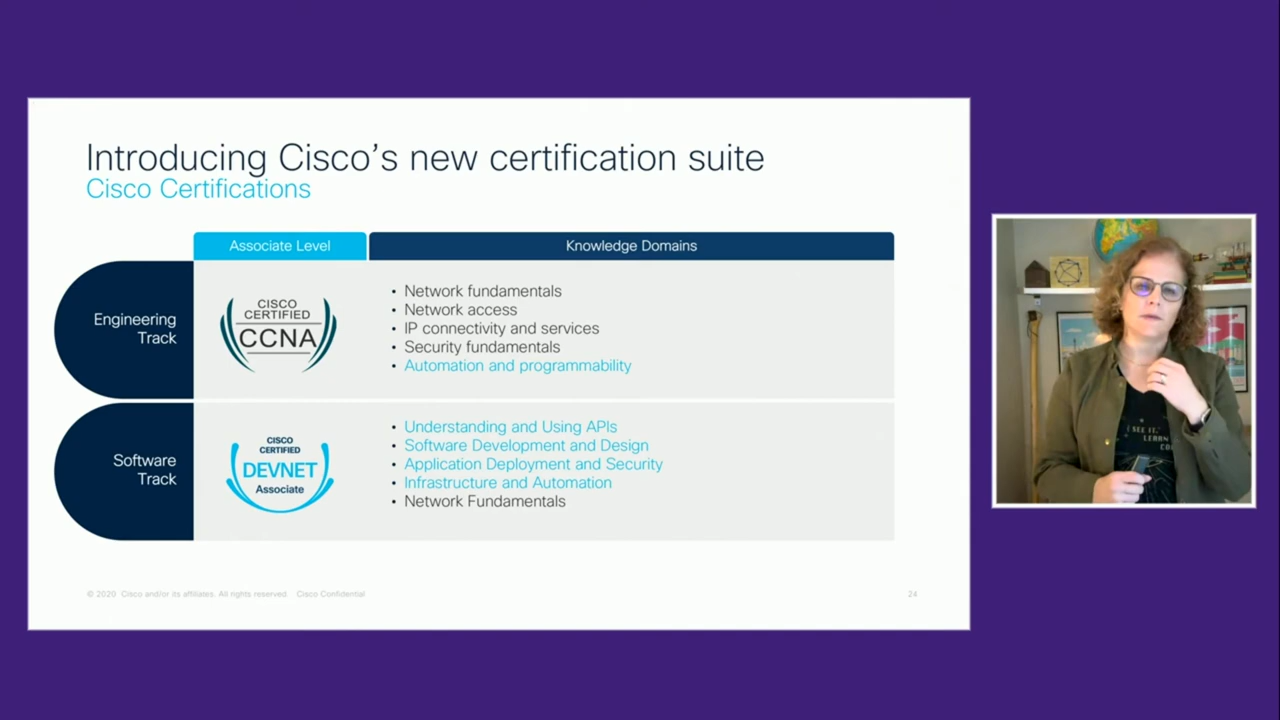 Introducing Cisco's new certification suite
Cisco Certifications
Associate Level
Knowledge Domains
Engineering
Track
CISCO
CERTIFIED
CCNA
• Network fundamentals
• Network access
• IP connectivity and services
• Security fundamentals
• Automation and programmability
Software
Track
CISCO
CERTIFIED
DEVNET
Associate
• Understanding and Using APIs
• Software Development and Design
• Application Deployment and Security
• Infrastructure and Automation
• Network Fundamentals
© 2020 Cisco and/or its affiliates. All rights reserved. Cisco Confidential
24
I SEE IT,
LEARN